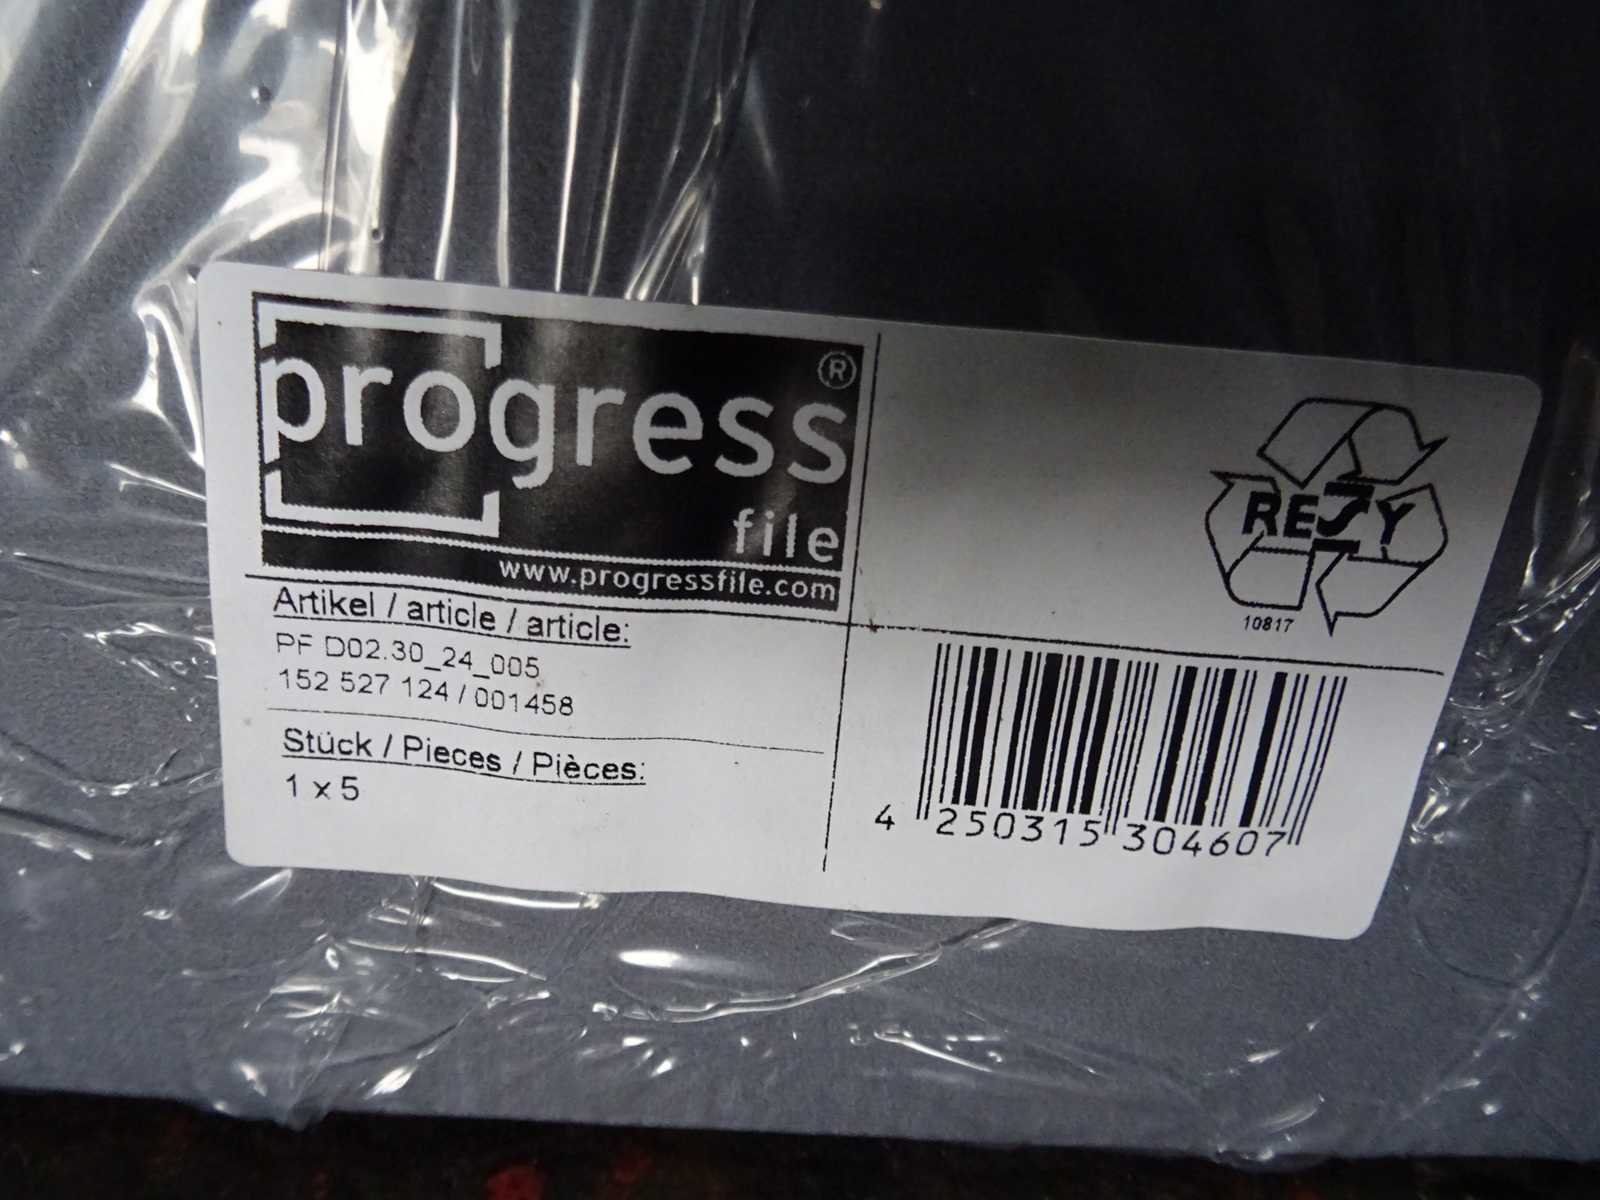 progress®
file
www.progressfile.com
Artikel / article / article:
PF D02.30_24_005
152 527 124 / 001458
Stück / Pieces / Pièces:
1 x 5
RESY
10817
4 250315 304607